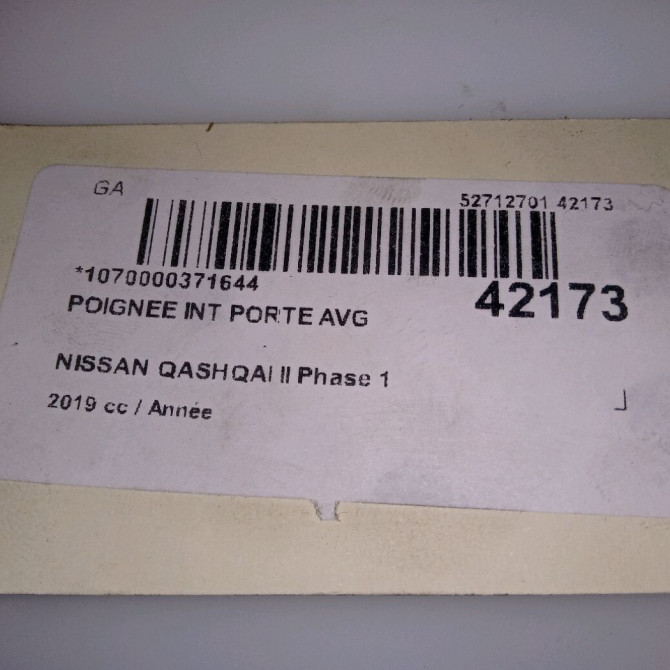 GA
52712701 42173
*1070000371644
42173
POIGNEE INT PORTE AVG
NISSAN QASHQAI II Phase 1
2019 cc / Année